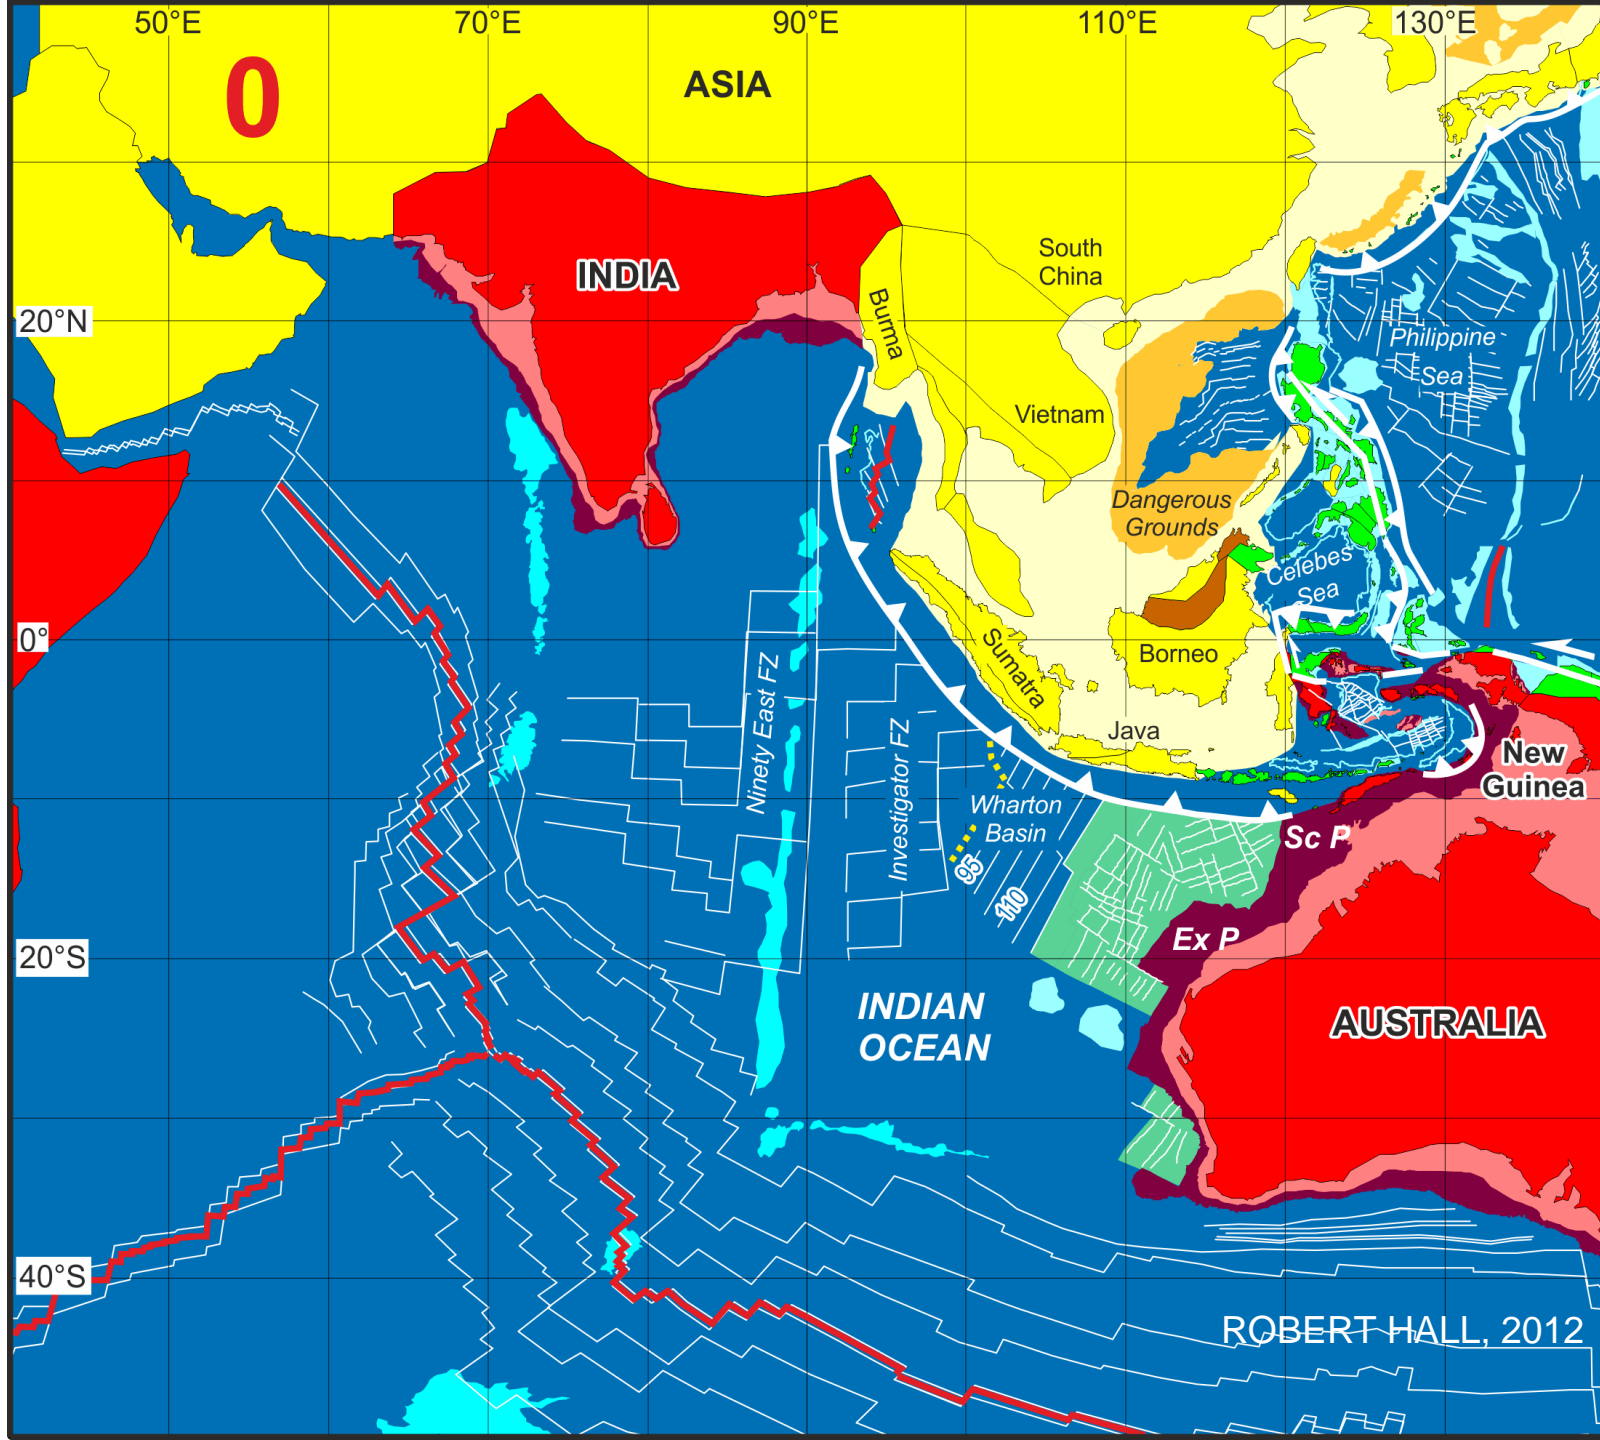 50°E 70°E 90°E 110°E 130°E
0
ASIA
South
China
INDIA
Burma
20°N
Philippine
Sea
Vietnam
Dangerous
Grounds
Celebes
Sea
0°
Sumatra
Borneo
Ninety East FZ
Investigator FZ
Java
New
Guinea
Wharton
Basin
Sc P
95
110
Ex P
20°S
INDIAN
OCEAN
AUSTRALIA
40°S
ROBERT HALL, 2012